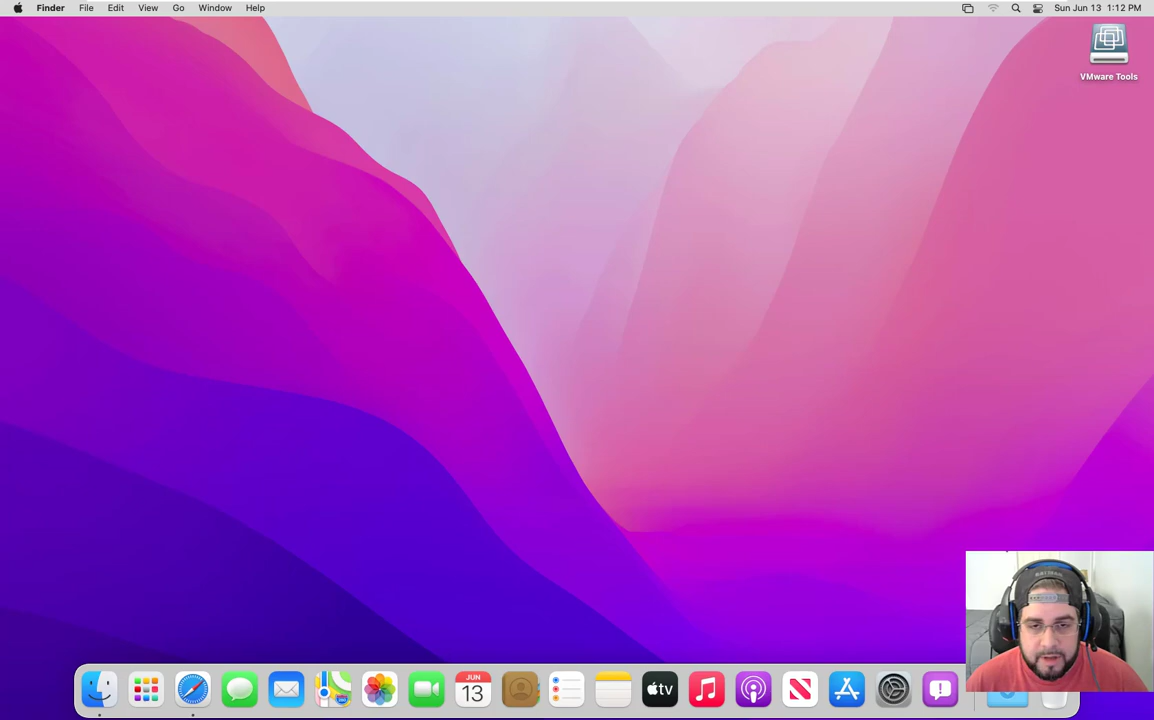 Finder File Edit View Go Window Help Sun Jun 13 1:12 PM
VMware Tools
JUN
13
tv